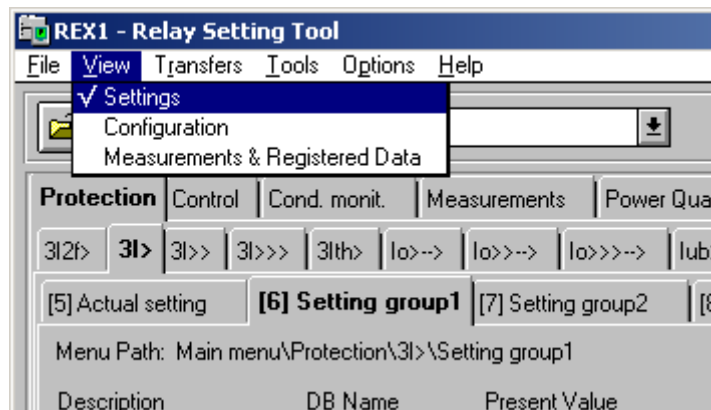 REX1 - Relay Setting Tool
File View Transfers Tools Options Help
√ Settings
Configuration
Measurements & Registered Data
Protection Control Cond. monit. Measurements Power Qua
3I2f> 3I> 3I>> 3I>>> 3Ith> Io>--> Io>>--> Io>>>--> Iub
[5] Actual setting [6] Setting group1 [7] Setting group2 [8
Menu Path: Main menu\Protection\3I>\Setting group1
Description DB Name Present Value